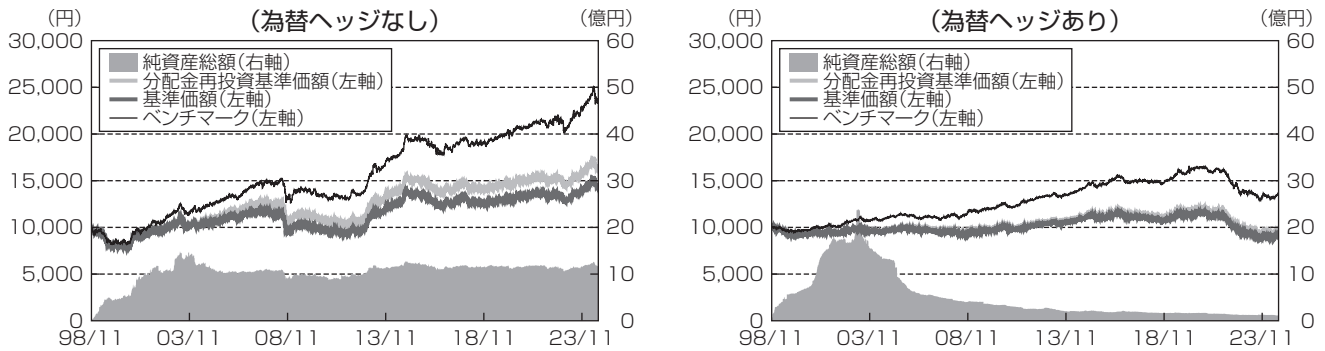 (為替ヘッジなし)
(円)
(億円)
30,000
25,000
20,000
15,000
10,000
5,000
0
60
50
40
30
20
10
0
純資産総額(右軸)
分配金再投資基準価額(左軸)
基準価額(左軸)
ベンチマーク(左軸)
98/11 03/11 08/11 13/11 18/11 23/11
(為替ヘッジあり)
(円)
(億円)
30,000
25,000
20,000
15,000
10,000
5,000
0
60
50
40
30
20
10
0
純資産総額(右軸)
分配金再投資基準価額(左軸)
基準価額(左軸)
ベンチマーク(左軸)
98/11 03/11 08/11 13/11 18/11 23/11